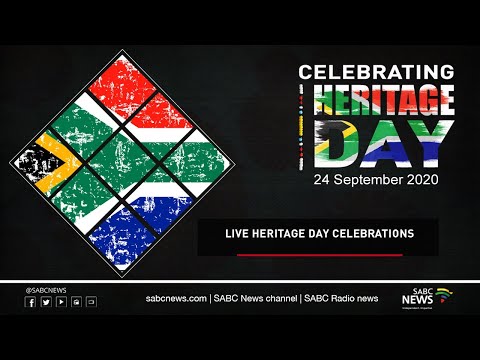 CELEBRATING
HERITAGE
DAY
24 September 2020
LIVE HERITAGE DAY CELEBRATIONS
@SABCNEWS
sabcnews.com | SABC News channel | SABC Radio news
SABC
NEWS